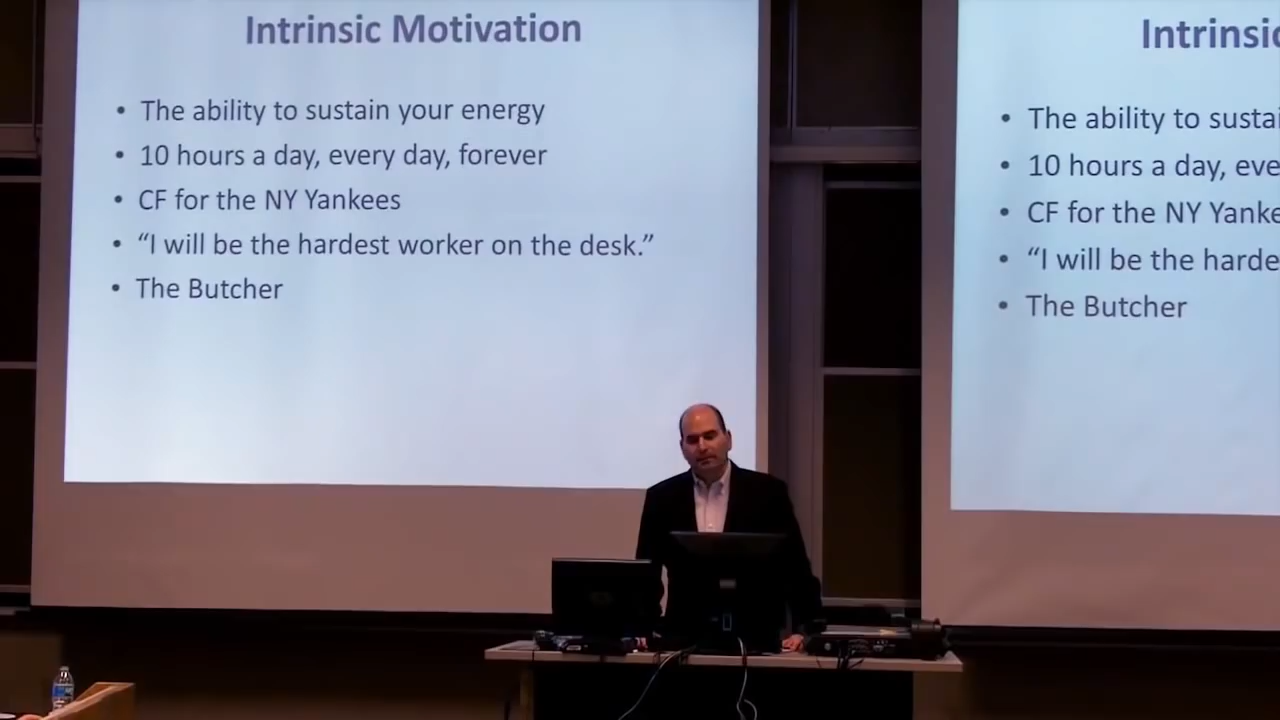 Intrinsic Motivation
• The ability to sustain your energy
• 10 hours a day, every day, forever
• CF for the NY Yankees
• “I will be the hardest worker on the desk.”
• The Butcher
Intrinsic
• The ability to sustai
• 10 hours a day, eve
• CF for the NY Yanke
• “I will be the harde
• The Butcher